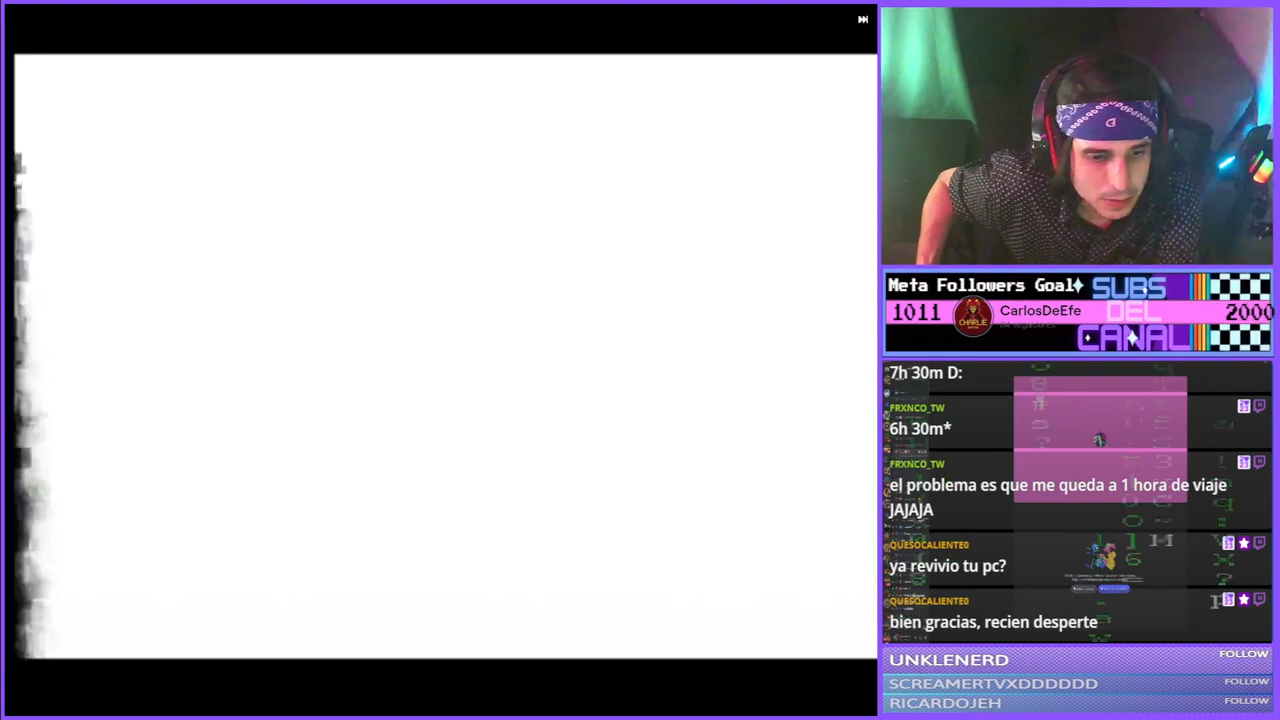 Meta Followers Goal
SUBS
DEL
CANAL
1011
CarlosDeEfe
2000
CHARLIE
7h 30m D:
FRXNCO_TW
6h 30m*
FRXNCO_TW
el problema es que me queda a 1 hora de viaje
JAJAJA
QUESOCALIENTE0
ya revivio tu pc?
QUESOCALIENTE0
bien gracias, recien desperte
UNKLENERD FOLLOW
SCREAMERTVXDDDDDD FOLLOW
RICARDOJEH FOLLOW